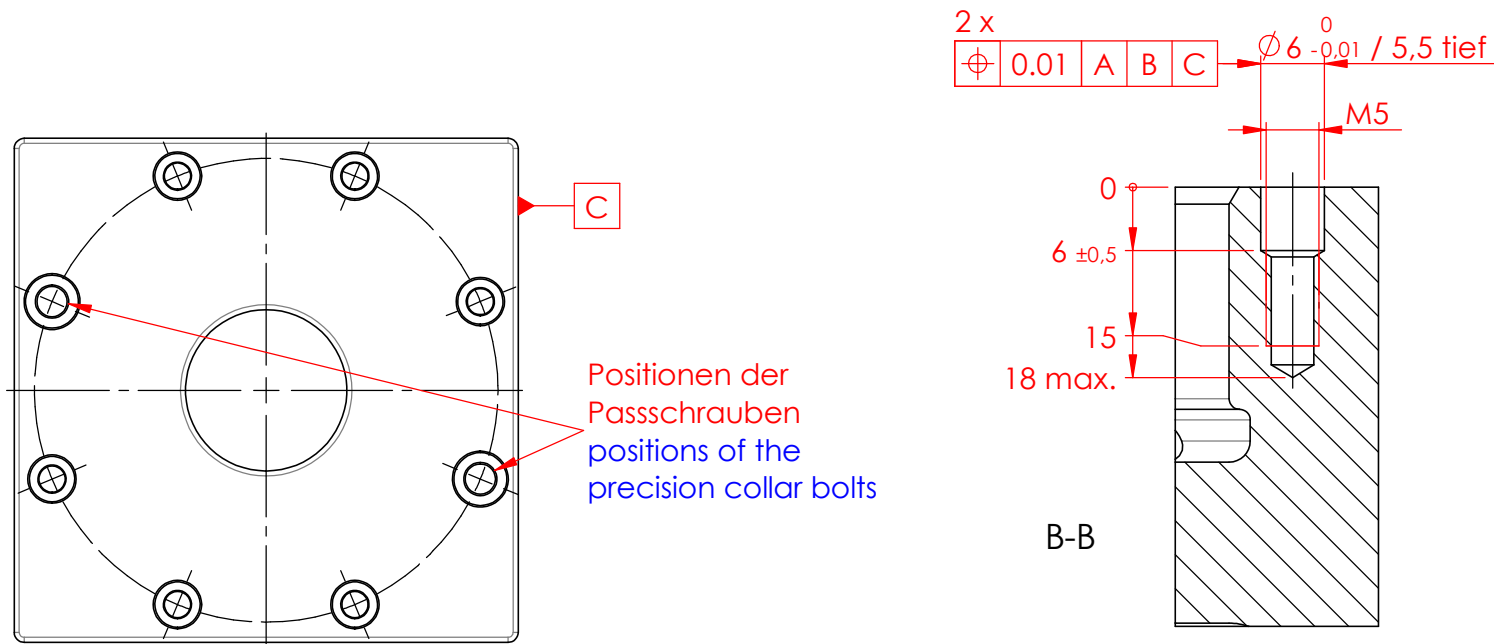 2 x
⌖ 0.01 A B C
Ø 6 0 -0,01 / 5,5 tief
M5
C
0
6 ±0,5
15
18 max.
Positionen der
Passschrauben
positions of the
precision collar bolts
B-B